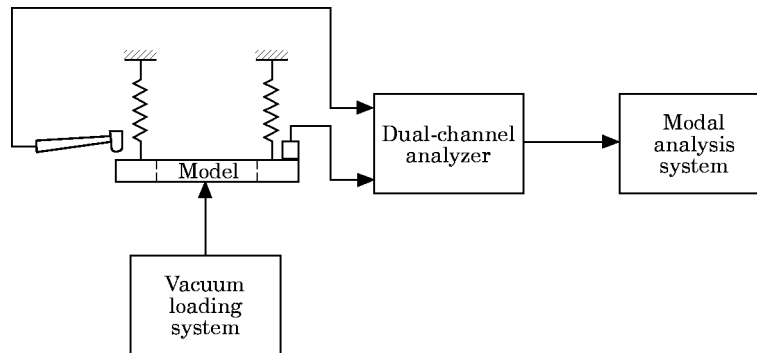 Dual-channel
analyzer
Modal
analysis
system
Model
Vacuum
loading
system